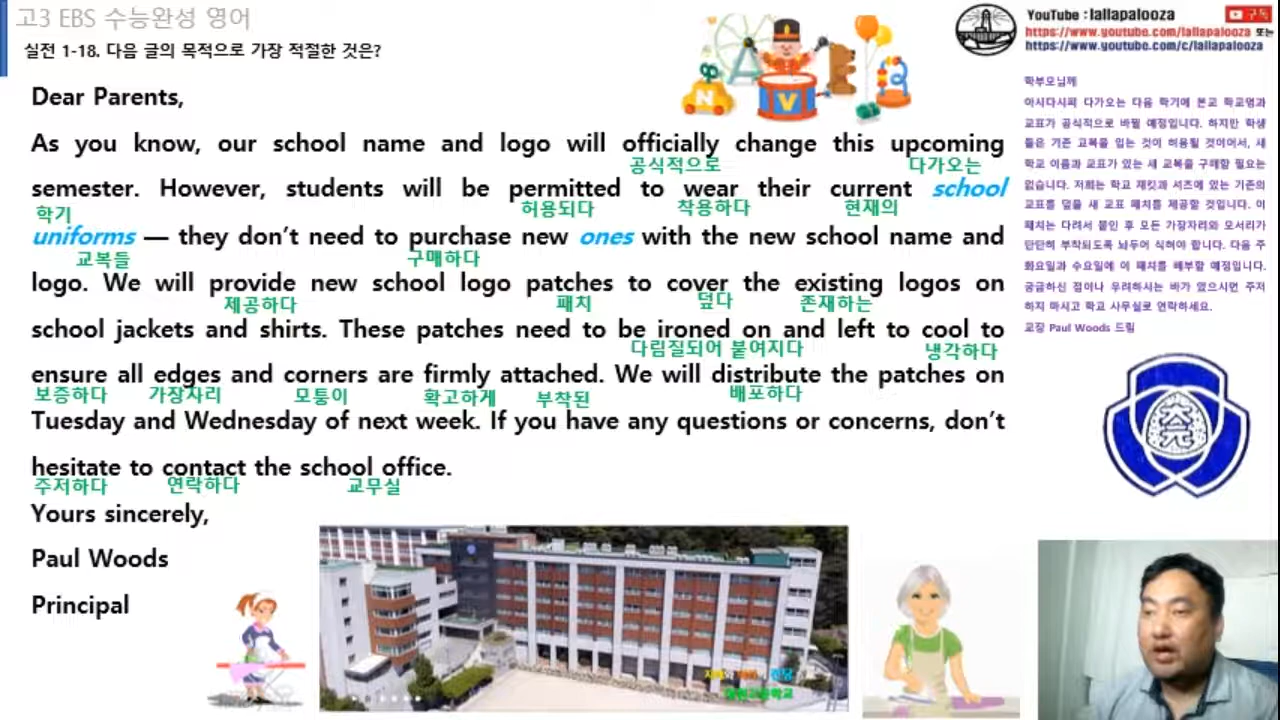 고3 EBS 수능완성 영어
실전 1-18. 다음 글의 목적으로 가장 적절한 것은?
Dear Parents,
As you know, our school name and logo will officially change this upcoming
공식적으로 다가오는
semester. However, students will be permitted to wear their current school
학기 허용되다 착용하다 현재의
uniforms — they don't need to purchase new ones with the new school name and
교복들 구매하다
logo. We will provide new school logo patches to cover the existing logos on
제공하다 패치 덮다 존재하는
school jackets and shirts. These patches need to be ironed on and left to cool to
다림질되어 붙여지다 냉각하다
ensure all edges and corners are firmly attached. We will distribute the patches on
보증하다 가장자리 모퉁이 확고하게 부착된 배포하다
Tuesday and Wednesday of next week. If you have any questions or concerns, don't
hesitate to contact the school office.
주저하다 연락하다 교무실
Yours sincerely,
Paul Woods
Principal
N V
YouTube : lallapalooza
구독
https://www.youtube.com/lallapalooza 또는
https://www.youtube.com/c/lallapalooza
학부모님께
아시다시피 다가오는 다음 학기에 본교 학교명과
교표가 공식적으로 바뀔 예정입니다. 하지만 학생
들은 기존 교복을 입는 것이 허용될 것이어서, 새
학교 이름과 교표가 있는 새 교복을 구매할 필요는
없습니다. 저희는 학교 재킷과 셔츠에 있는 기존의
교표를 덮을 새 교표 패치를 제공할 것입니다. 이
패치는 다려서 붙인 후 모든 가장자리와 모서리가
단단히 부착되도록 놔두어 식혀야 합니다. 다음 주
화요일과 수요일에 이 패치를 배부할 예정입니다.
궁금하신 점이나 우려하시는 바가 있으시면 주저
하지 마시고 학교 사무실로 연락하세요.
교장 Paul Woods 드림